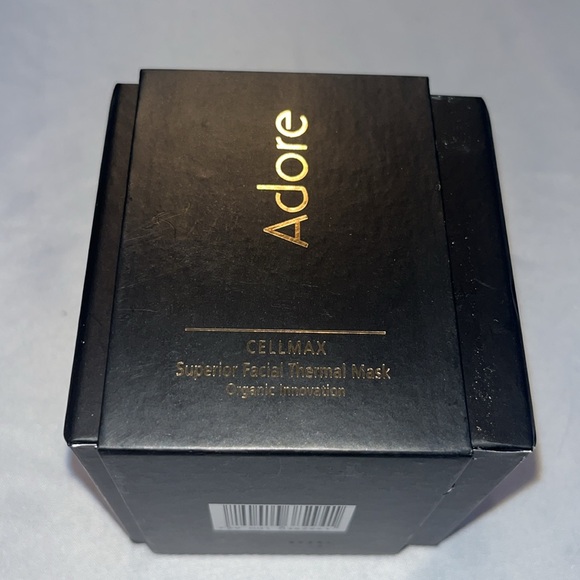 Adore
CELLMAX
Superior Facial Thermal Mask
Organic Innovation